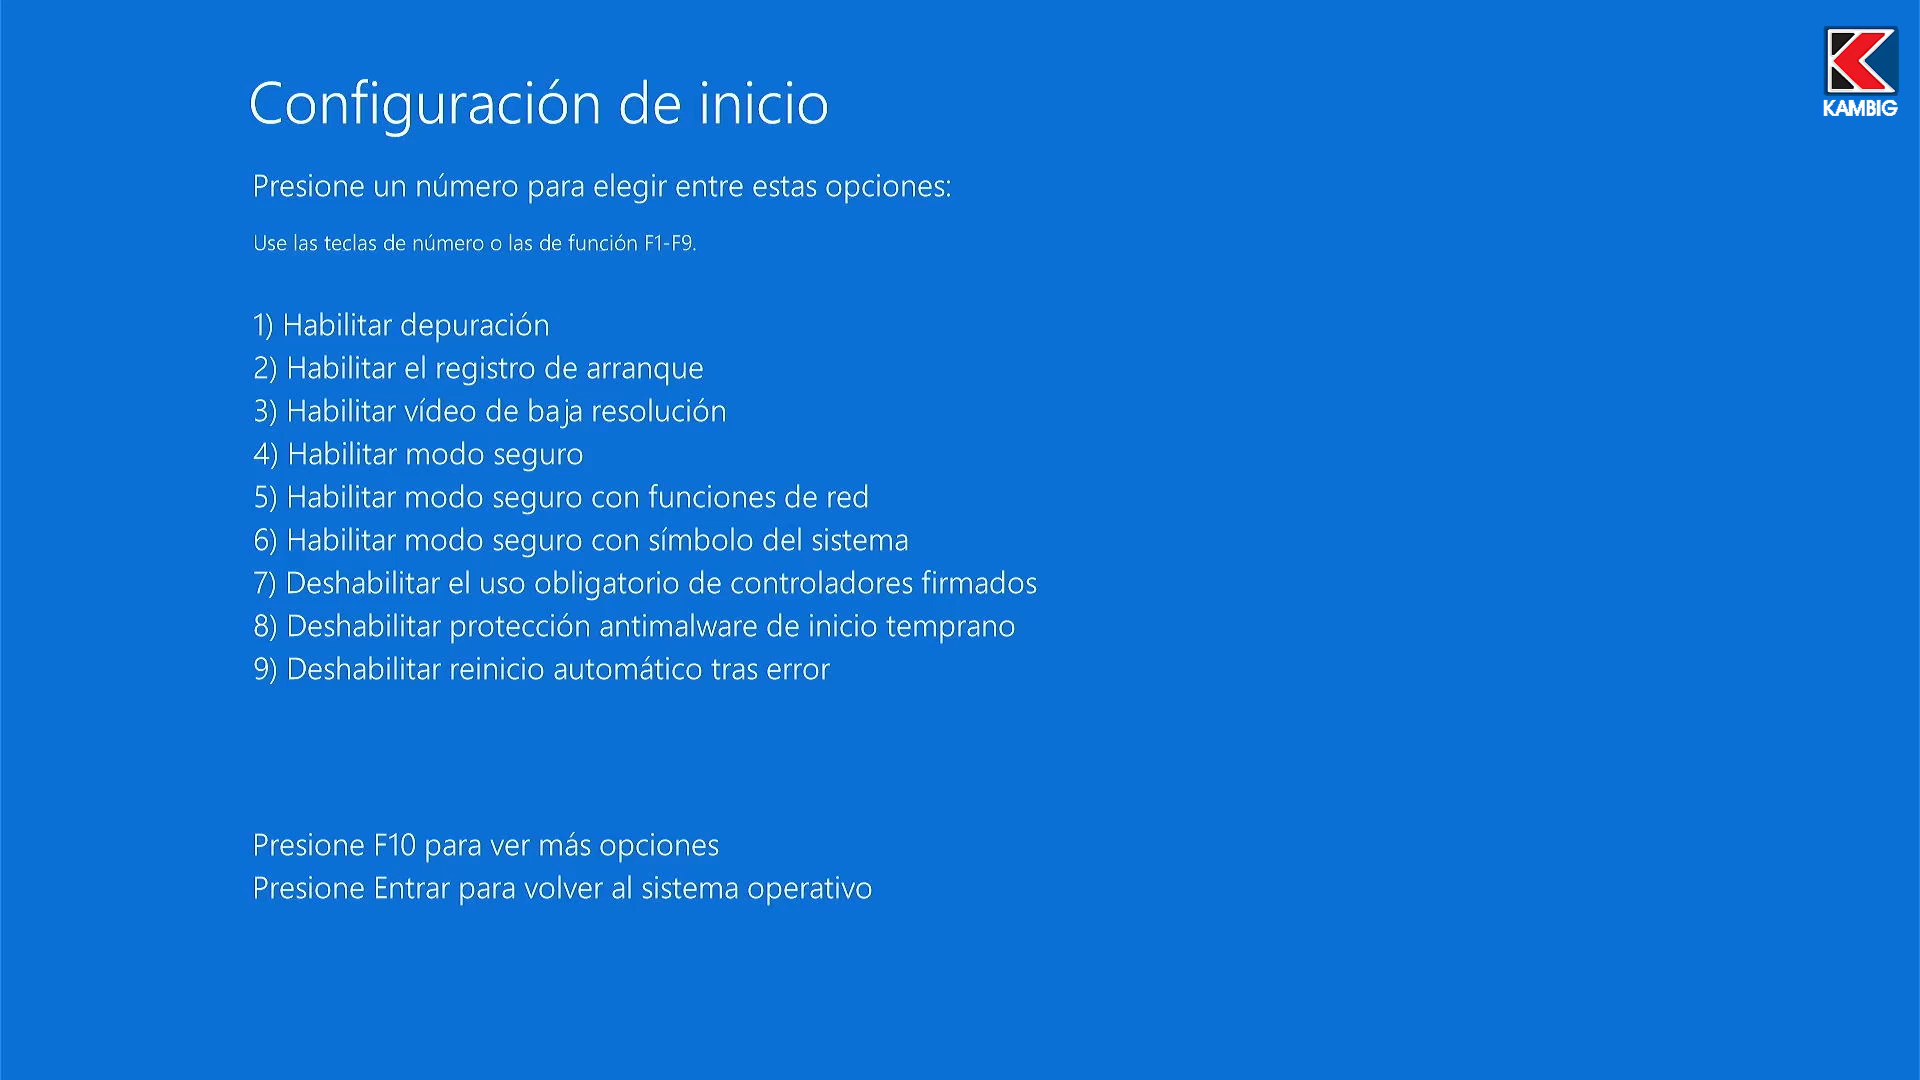 KAMBIG
Configuración de inicio
Presione un número para elegir entre estas opciones:
Use las teclas de número o las de función F1-F9.
1) Habilitar depuración
2) Habilitar el registro de arranque
3) Habilitar vídeo de baja resolución
4) Habilitar modo seguro
5) Habilitar modo seguro con funciones de red
6) Habilitar modo seguro con símbolo del sistema
7) Deshabilitar el uso obligatorio de controladores firmados
8) Deshabilitar protección antimalware de inicio temprano
9) Deshabilitar reinicio automático tras error
Presione F10 para ver más opciones
Presione Entrar para volver al sistema operativo